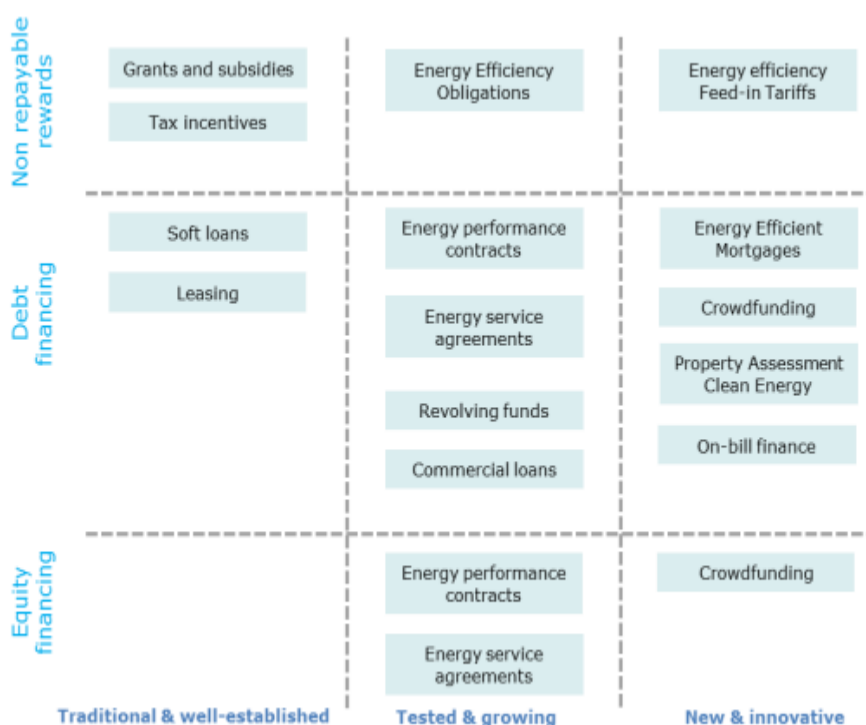 Non repayable
rewards
Grants and subsidies
Tax incentives
Energy Efficiency
Obligations
Energy efficiency
Feed-in Tariffs
Debt
financing
Soft loans
Leasing
Energy performance
contracts
Energy service
agreements
Revolving funds
Commercial loans
Energy Efficient
Mortgages
Crowdfunding
Property Assessment
Clean Energy
On-bill finance
Equity
financing
Energy performance
contracts
Energy service
agreements
Crowdfunding
Traditional & well-established
Tested & growing
New & innovative